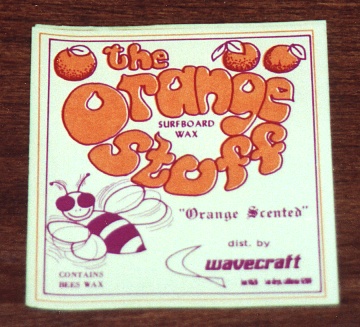 the
Orange
SURFBOARD
WAX
Stuff
"Orange Scented"
dist. by
wavecraft
CONTAINS
BEES WAX